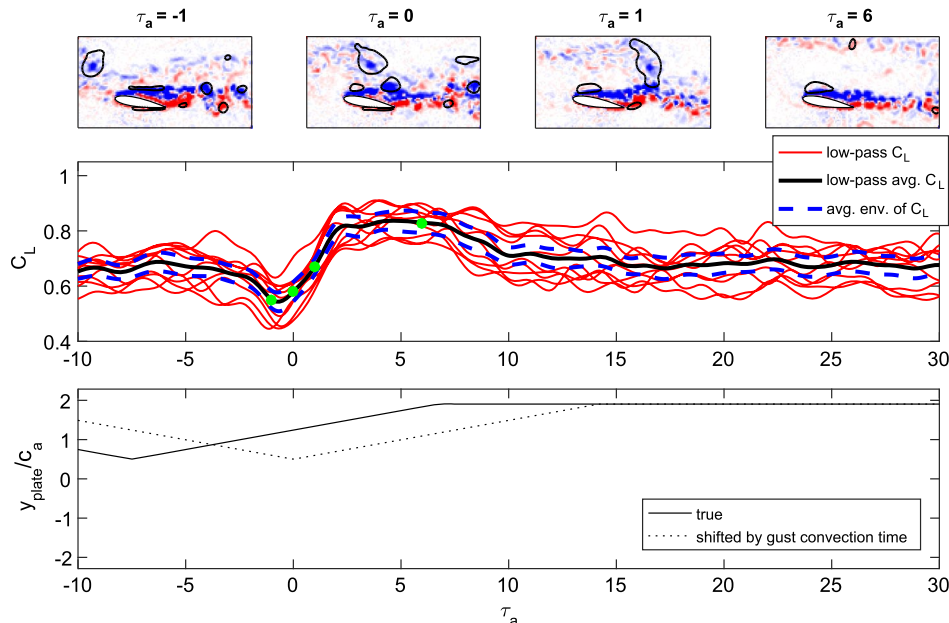 τa = -1
τa = 0
τa = 1
τa = 6
low-pass CL
low-pass avg. CL
avg. env. of CL
1
0.8
0.6
0.4
CL
-10 -5 0 5 10 15 20 25 30
2
1
0
-1
-2
yplate/ca
true
shifted by gust convection time
-10 -5 0 5 10 15 20 25 30
τa